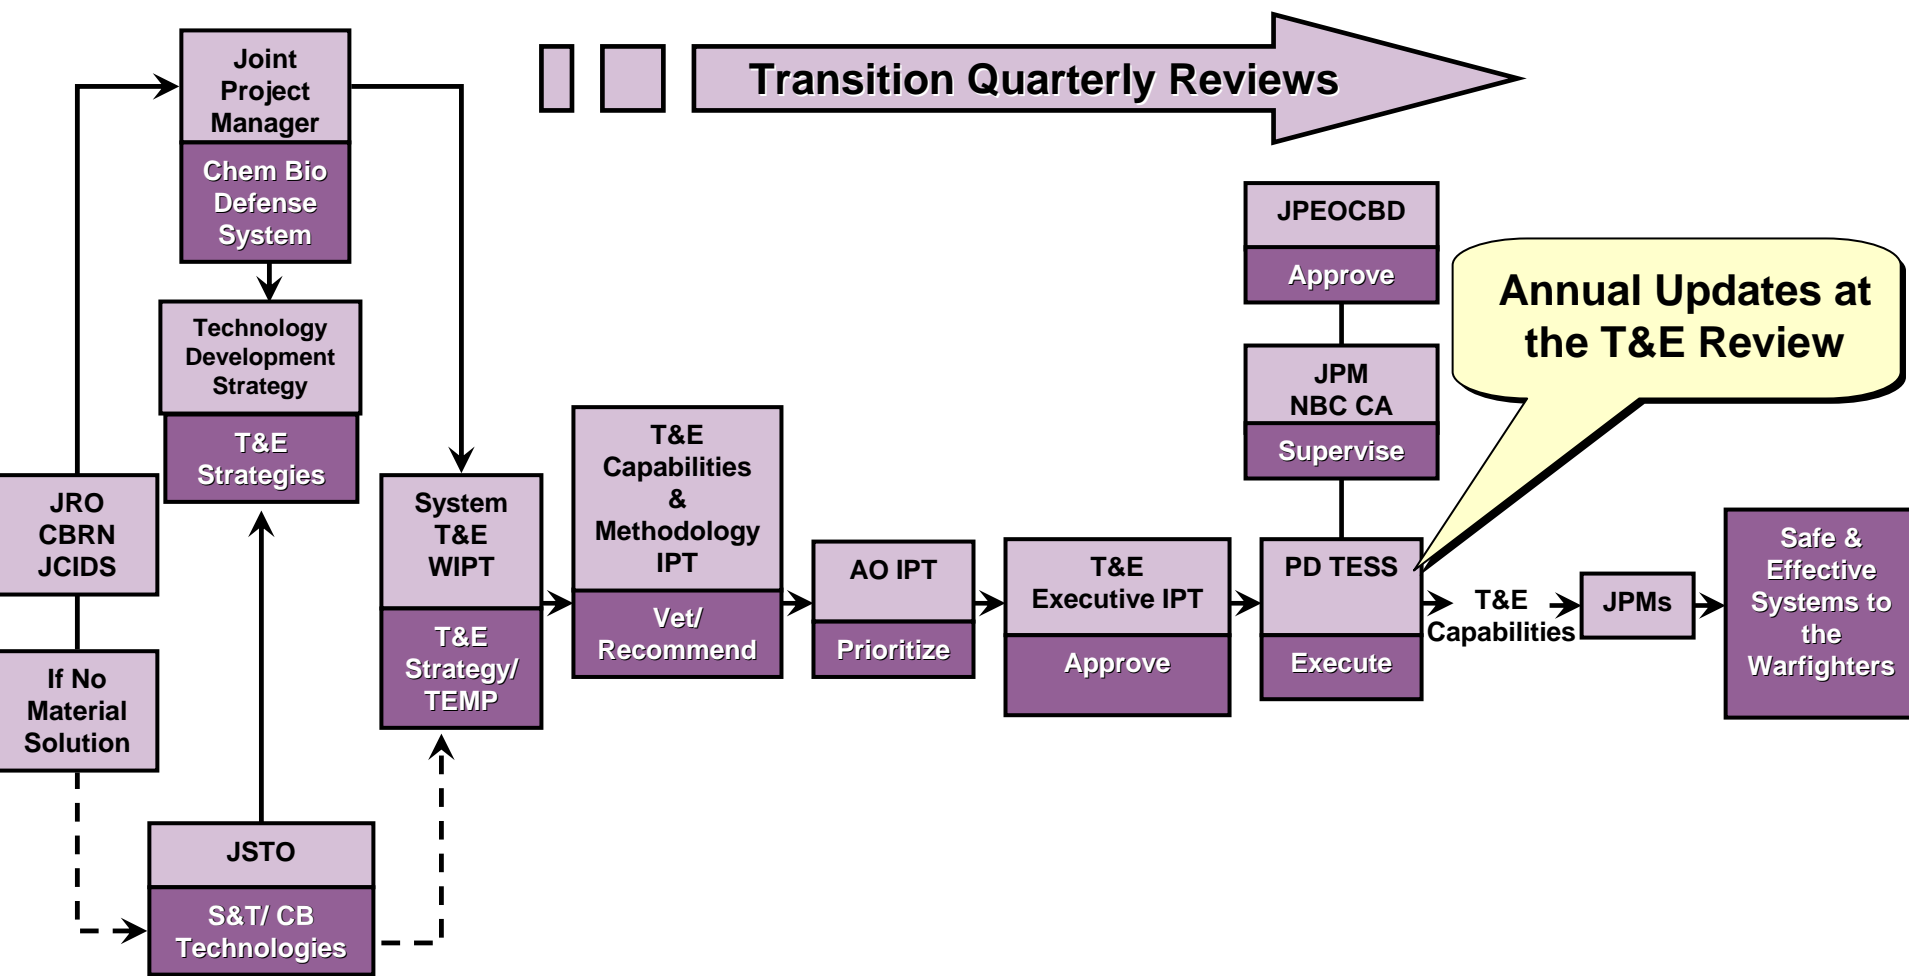 Joint
Project
Manager
Chem Bio
Defense
System
Transition Quarterly Reviews
Technology
Development
Strategy
T&E
Strategies
JRO
CBRN
JCIDS
If No
Material
Solution
JSTO
S&T/ CB
Technologies
System
T&E
WIPT
T&E
Strategy/
TEMP
T&E
Capabilities
&
Methodology
IPT
Vet/
Recommend
AO IPT
Prioritize
T&E
Executive IPT
Approve
JPEOCBD
Approve
JPM
NBC CA
Supervise
PD TESS
Execute
Annual Updates at
the T&E Review
T&E
Capabilities
JPMs
Safe &
Effective
Systems to
the
Warfighters